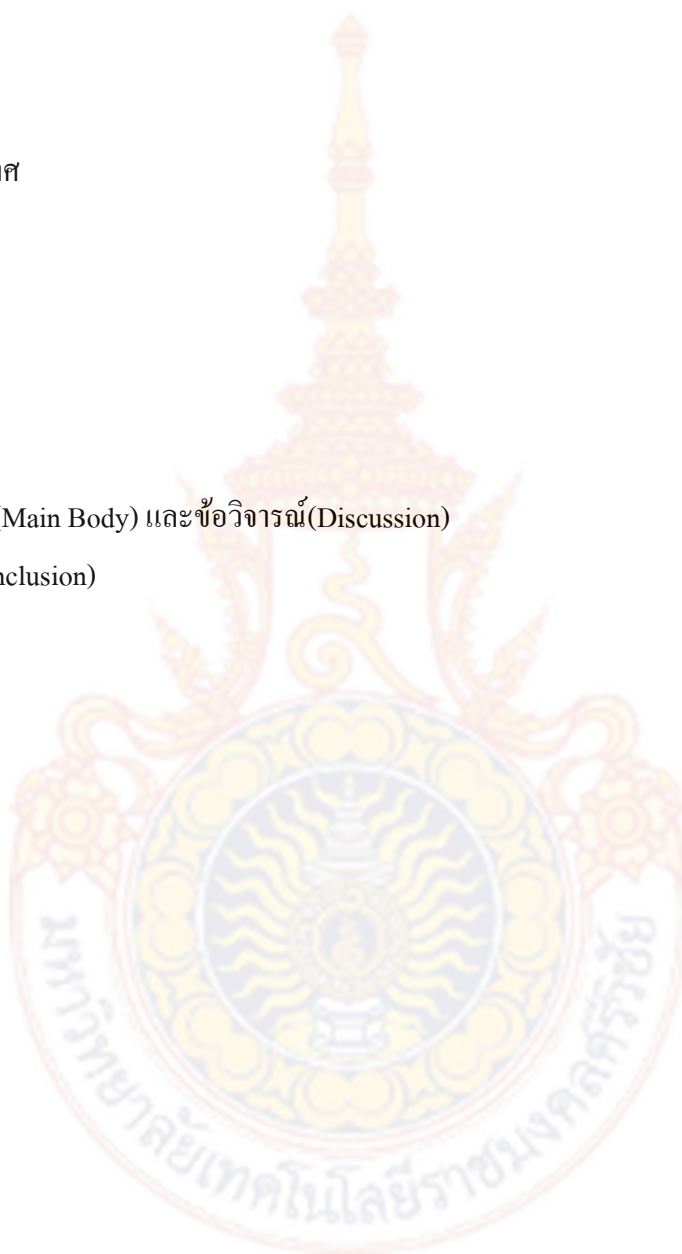 ทศ
(Main Body) และข้อวิจารณ์(Discussion)
nclusion)
มหาวิทยาลัยเทคโนโลยีราชมงคลศรีวิชัย